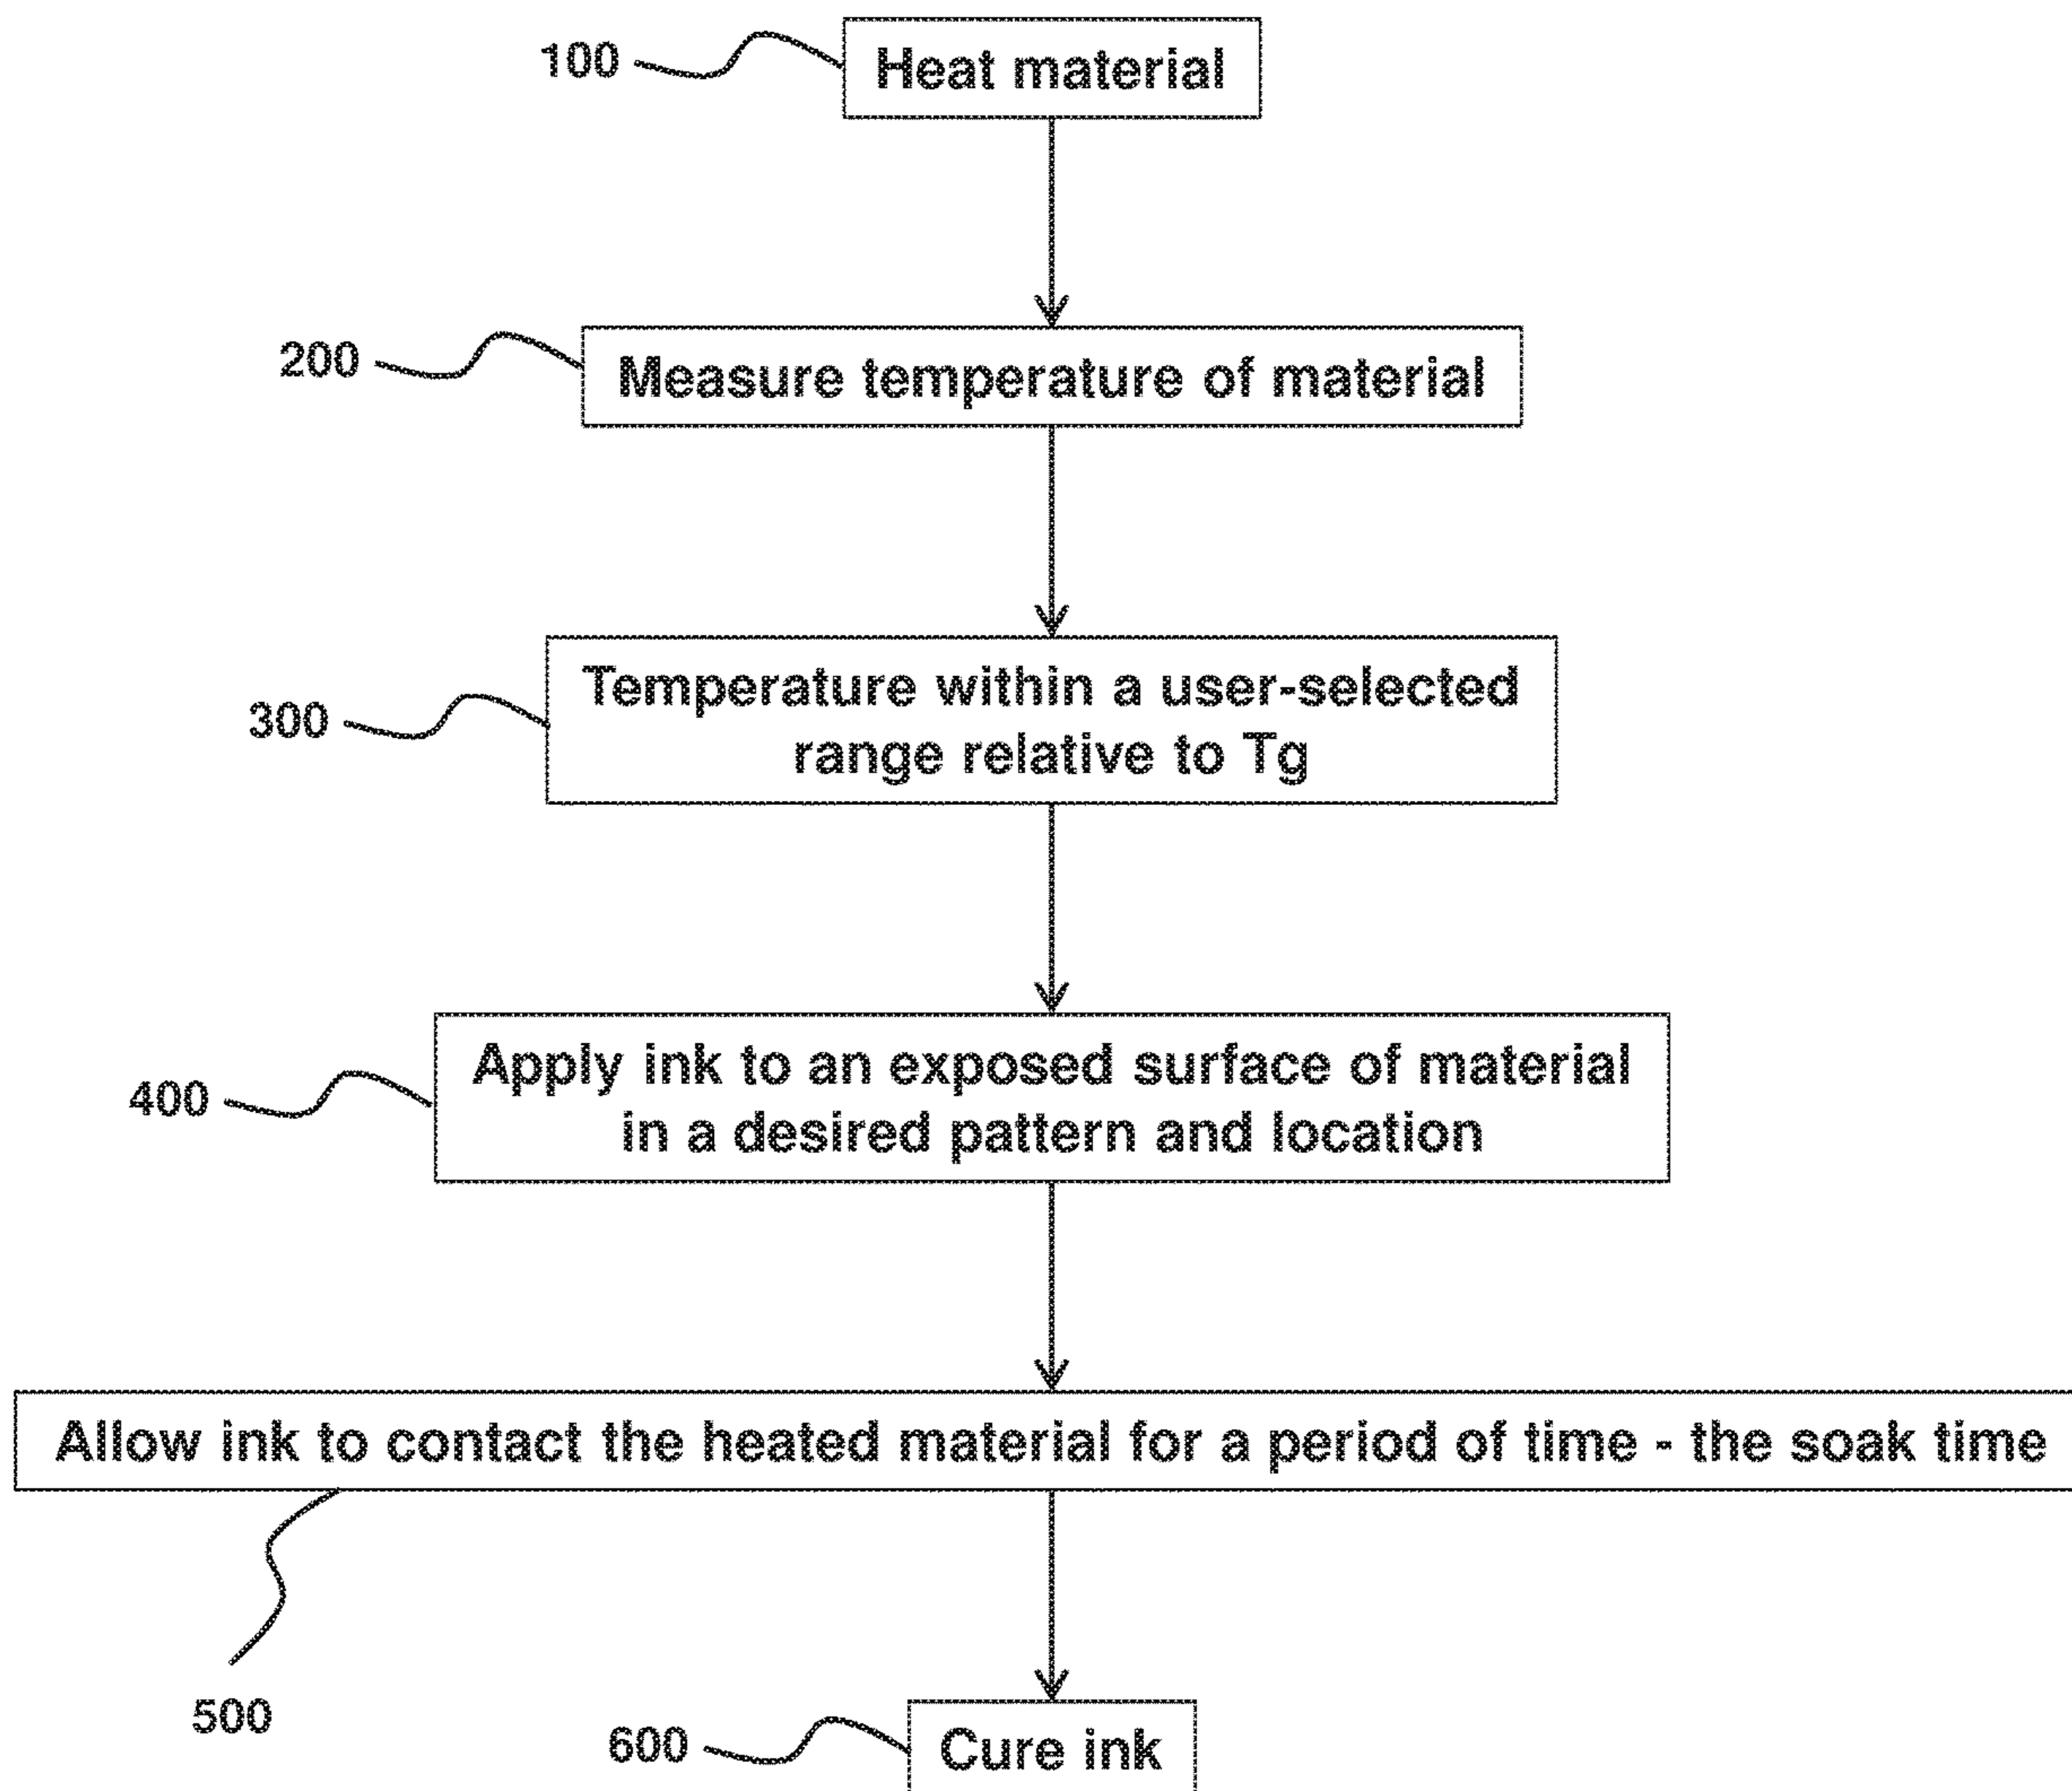 100
Heat material
200
Measure temperature of material
300
Temperature within a user-selected
range relative to Tg
400
Apply ink to an exposed surface of material
in a desired pattern and location
Allow ink to contact the heated material for a period of time - the soak time
500
600
Cure ink